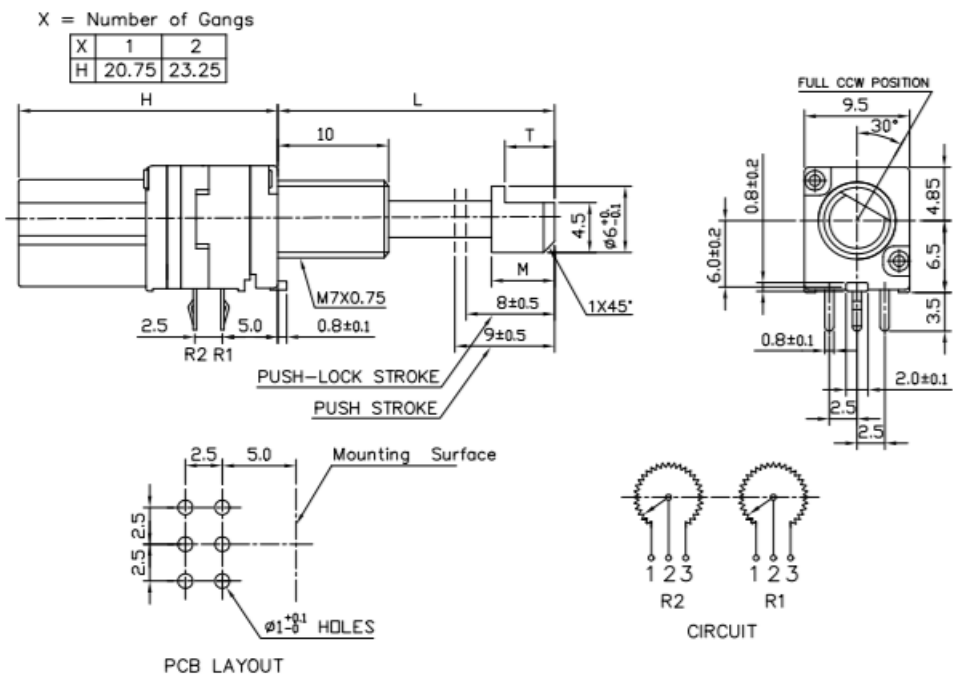 X = Number of Gangs
X 1 2
H 20.75 23.25
H
L
T
10
4.5
ø6 +0 -0.1
M
M7X0.75
1X45°
8±0.5
9±0.5
2.5
5.0
0.8±0.1
R2 R1
PUSH-LOCK STROKE
PUSH STROKE
FULL CCW POSITION
9.5
30°
0.8±0.2
6.0±0.2
4.85
6.5
3.5
0.8±0.1
2.0±0.1
2.5
2.5
2.5
5.0
Mounting Surface
2.5
2.5
ø1 +0.1 -0 HOLES
PCB LAYOUT
1 2 3
1 2 3
R2
R1
CIRCUIT